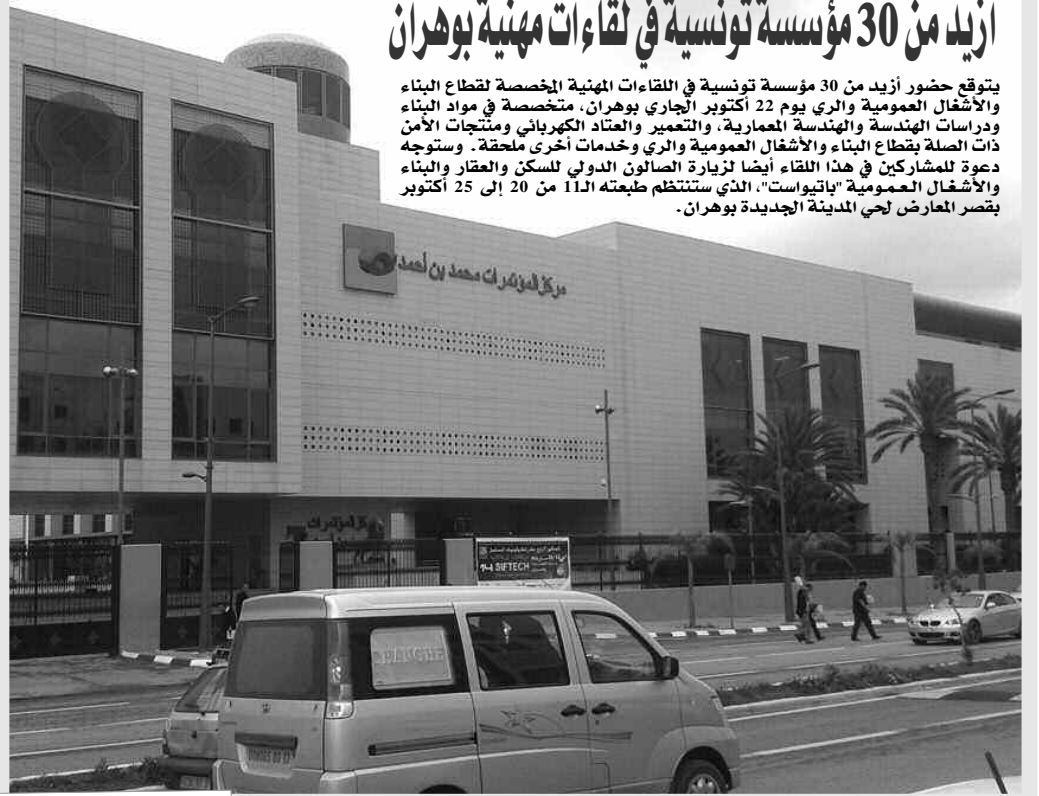 أزيد من 30 مؤسسة تونسية في لقاءات مهنية بوهران
يتوقع حضور أزيد من 30 مؤسسة تونسية في اللقاءات المهنية المخصصة لقطاع البناء
والأشغال العمومية والري يوم 22 أكتوبر الجاري بوهران، متخصصة في مواد البناء
ودراسات الهندسة والهندسة المعمارية، والتعمير والعتاد الكهربائي ومنتجات الأمن
ذات الصلة بقطاع البناء والأشغال العمومية والري وخدمات أخرى ملحقة. وستوجه
دعوة للمشاركين في هذا اللقاء أيضا لزيارة الصالون الدولي للسكن والعقار والبناء
والأشغال العمومية "باتيواست"، الذي ستنتظم طبعته الـ11 من 20 إلى 25 أكتوبر
بقصر المعارض لحي المدينة الجديدة بوهران.
مركز المؤتمرات محمد بن أحمد
مركز المؤتمرات
SIFTECH